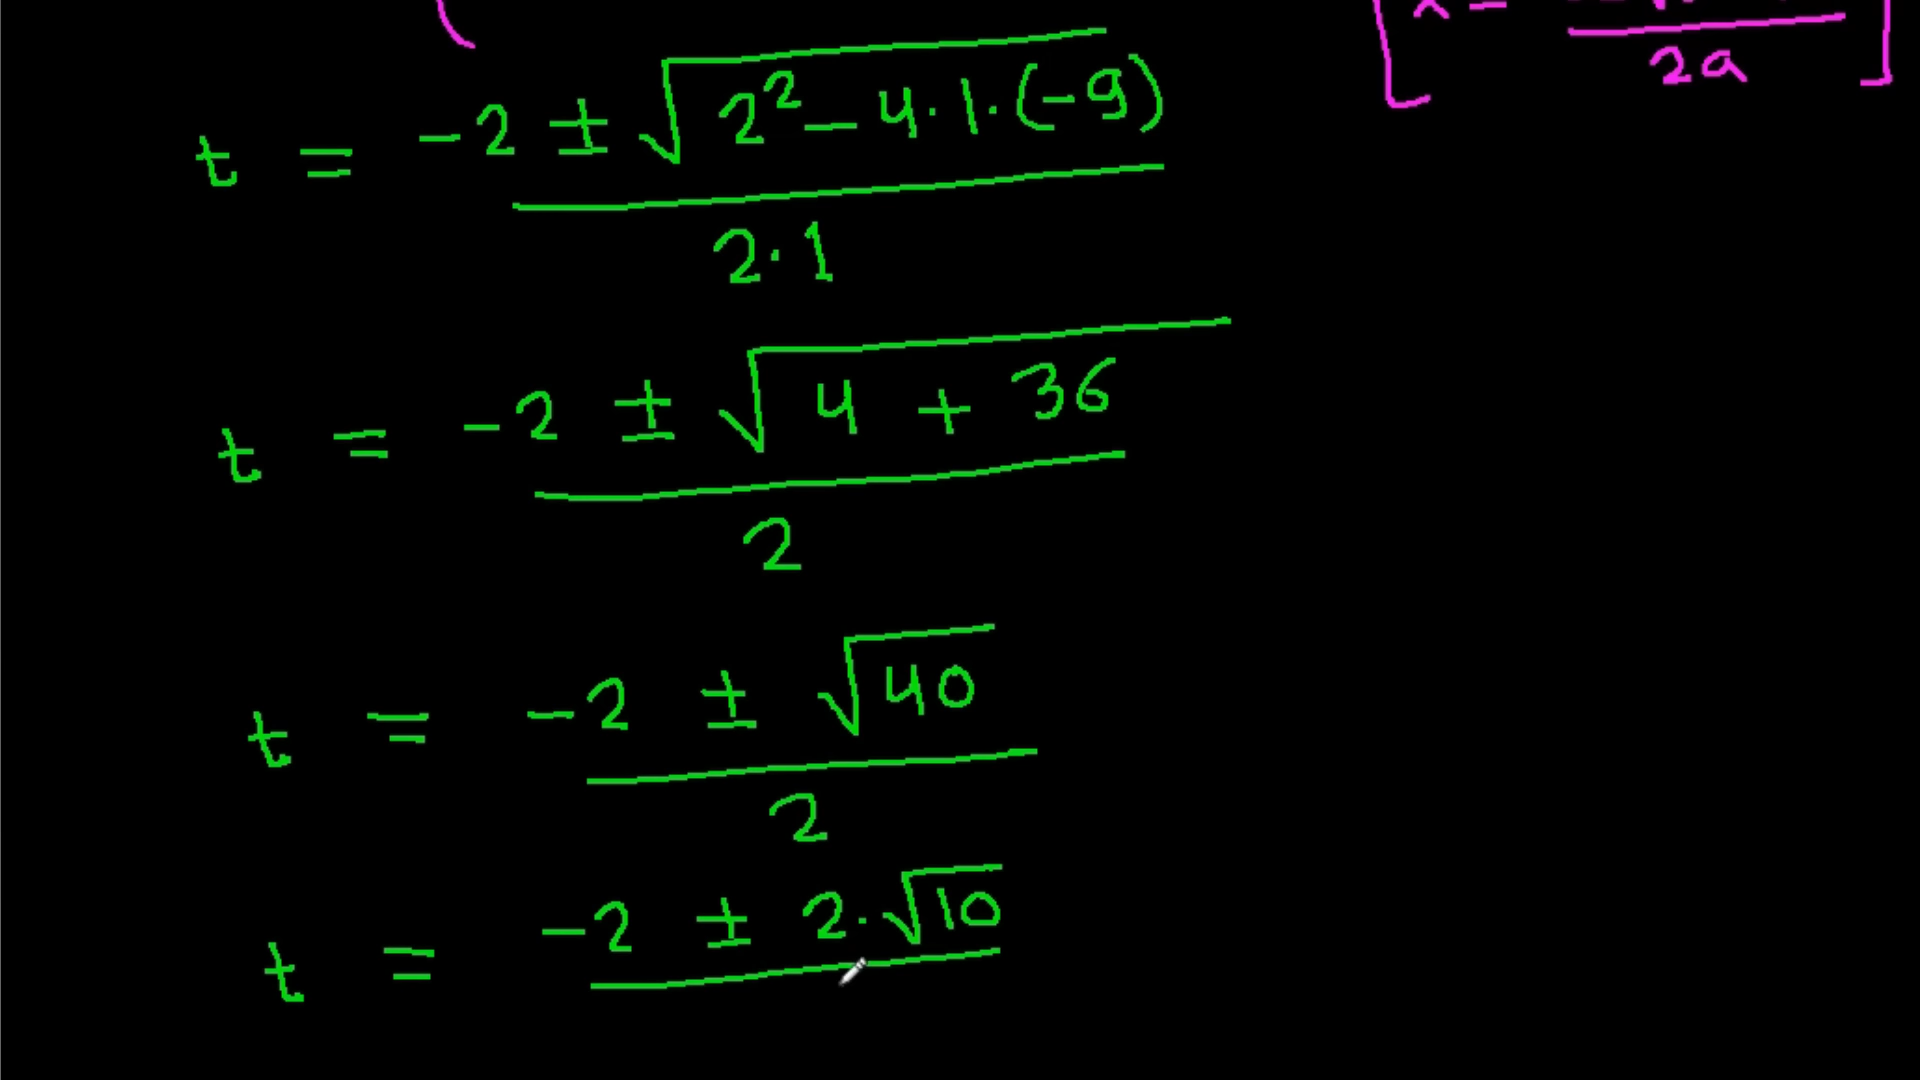 x = 
2a
t = -2 ± √2² - 4·1·(-9)
2·1
t = -2 ± √4 + 36
2
t = -2 ± √40
2
t = -2 ± 2·√10